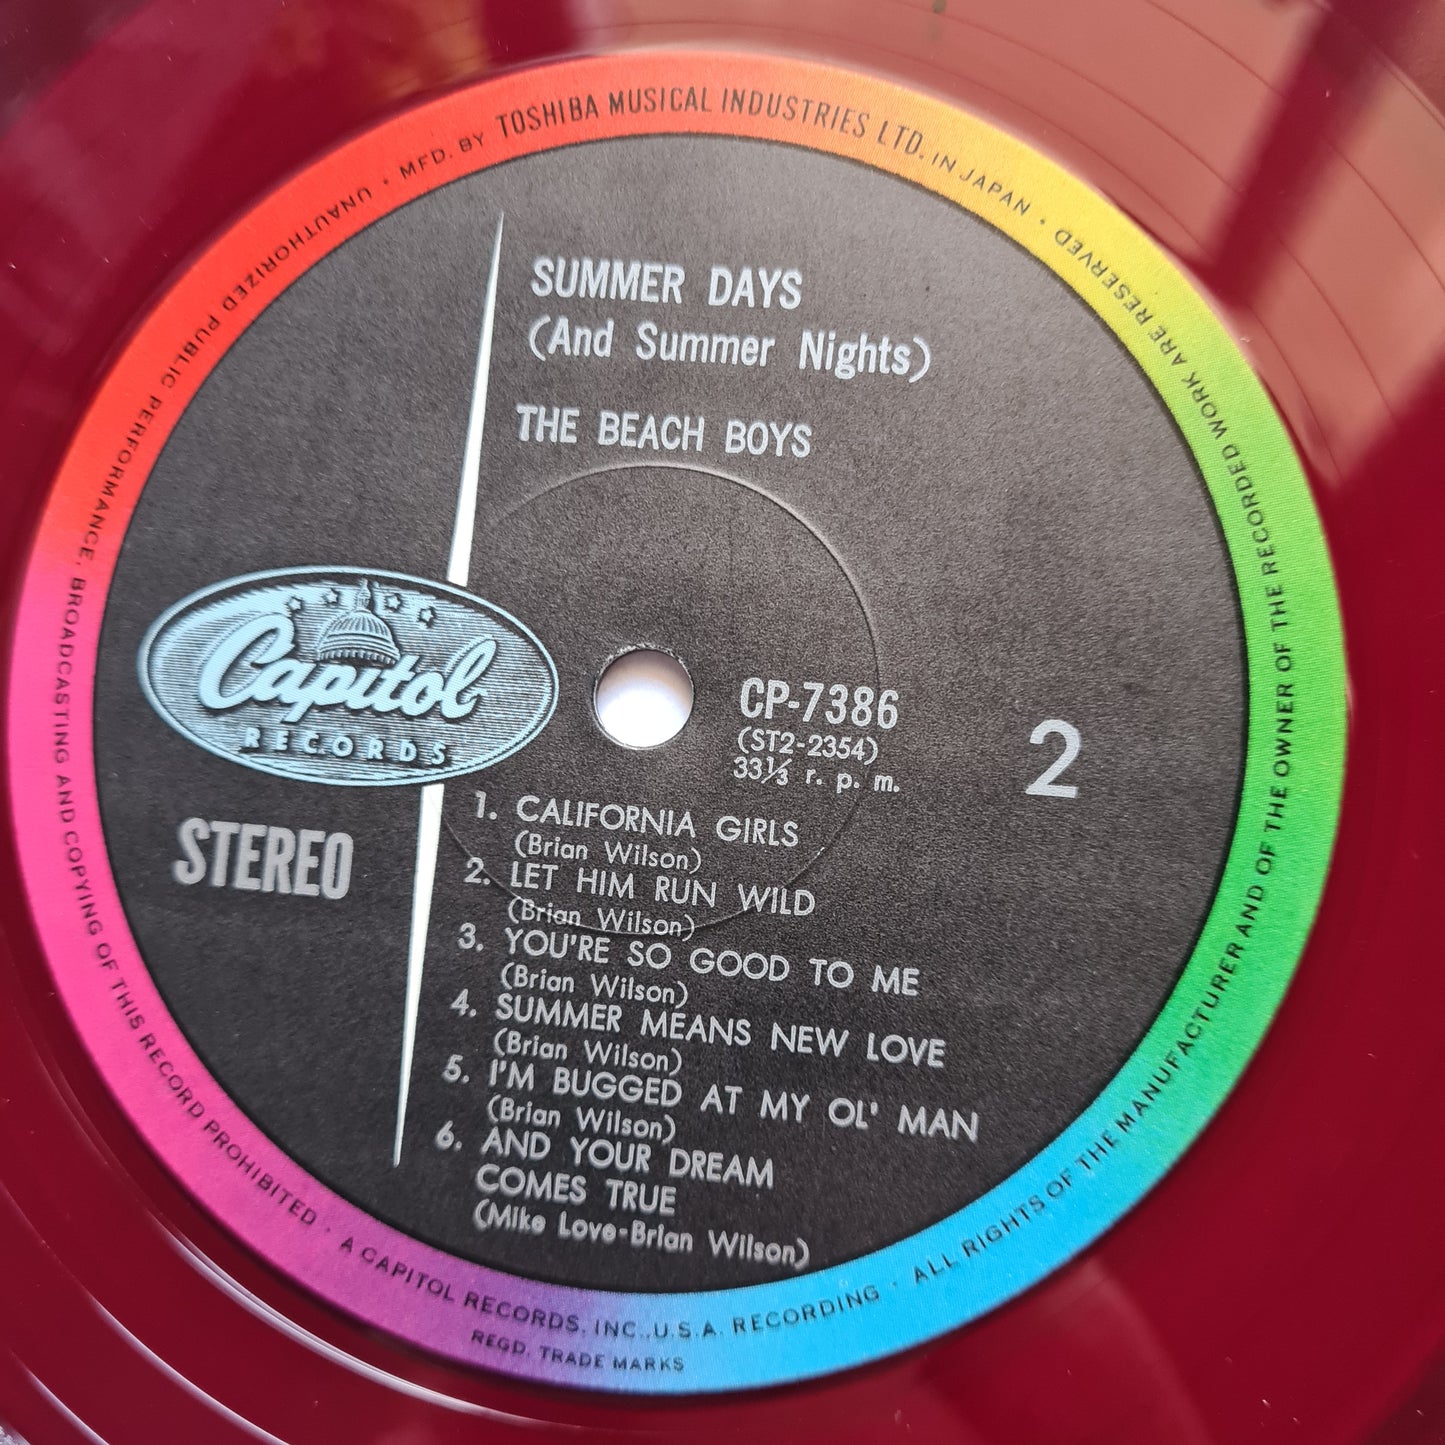 MFD. BY TOSHIBA MUSICAL INDUSTRIES LTD. IN JAPAN • ALL RIGHTS OF THE MANUFACTURER AND OF THE OWNER OF THE RECORDED WORK ARE RESERVED •
UNAUTHORIZED PUBLIC PERFORMANCE, BROADCASTING AND COPYING OF THIS RECORD PROHIBITED •
SUMMER DAYS
(And Summer Nights)
THE BEACH BOYS
Capitol
RECORDS
CP-7386
(ST2-2354)
33⅓ r. p. m.
2
STEREO
1. CALIFORNIA GIRLS
(Brian Wilson)
2. LET HIM RUN WILD
(Brian Wilson)
3. YOU'RE SO GOOD TO ME
(Brian Wilson)
4. SUMMER MEANS NEW LOVE
(Brian Wilson)
5. I'M BUGGED AT MY OL' MAN
(Brian Wilson)
6. AND YOUR DREAM
COMES TRUE
(Mike Love-Brian Wilson)
A CAPITOL RECORDS, INC., U.S.A. RECORDING •
REGD. TRADE MARKS